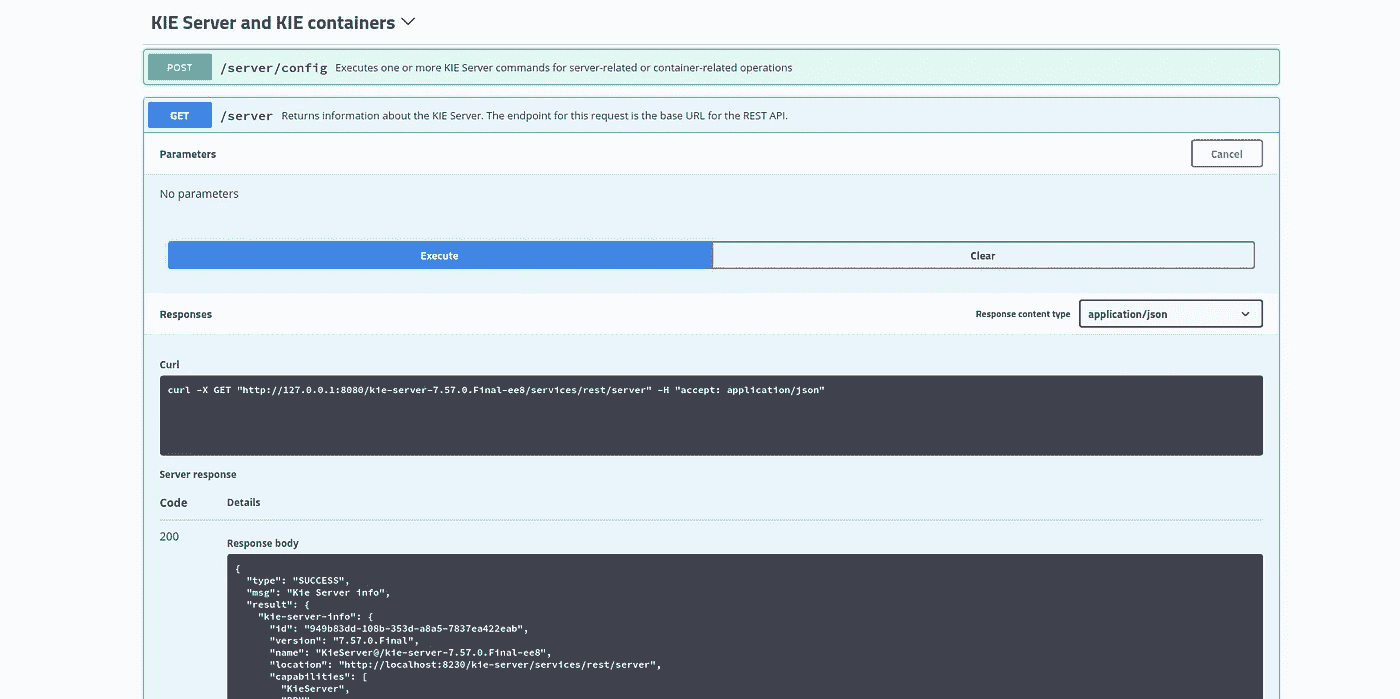 KIE Server and KIE containers
POST /server/config Executes one or more KIE Server commands for server-related or container-related operations
GET /server Returns information about the KIE Server. The endpoint for this request is the base URL for the REST API.
Parameters Cancel
No parameters
Execute Clear
Responses Response content type application/json
Curl
curl -X GET "http://127.0.0.1:8080/kie-server-7.57.0.Final-ee8/services/rest/server" -H "accept: application/json"
Server response
Code Details
200
Response body
{
"type": "SUCCESS",
"msg": "Kie Server info",
"result": {
"kie-server-info": {
"id": "949b83dd-108b-353d-a8a5-7837ea422eab",
"version": "7.57.0.Final",
"name": "KieServer@/kie-server-7.57.0.Final-ee8",
"location": "http://localhost:8230/kie-server/services/rest/server",
"capabilities": [
"KieServer",